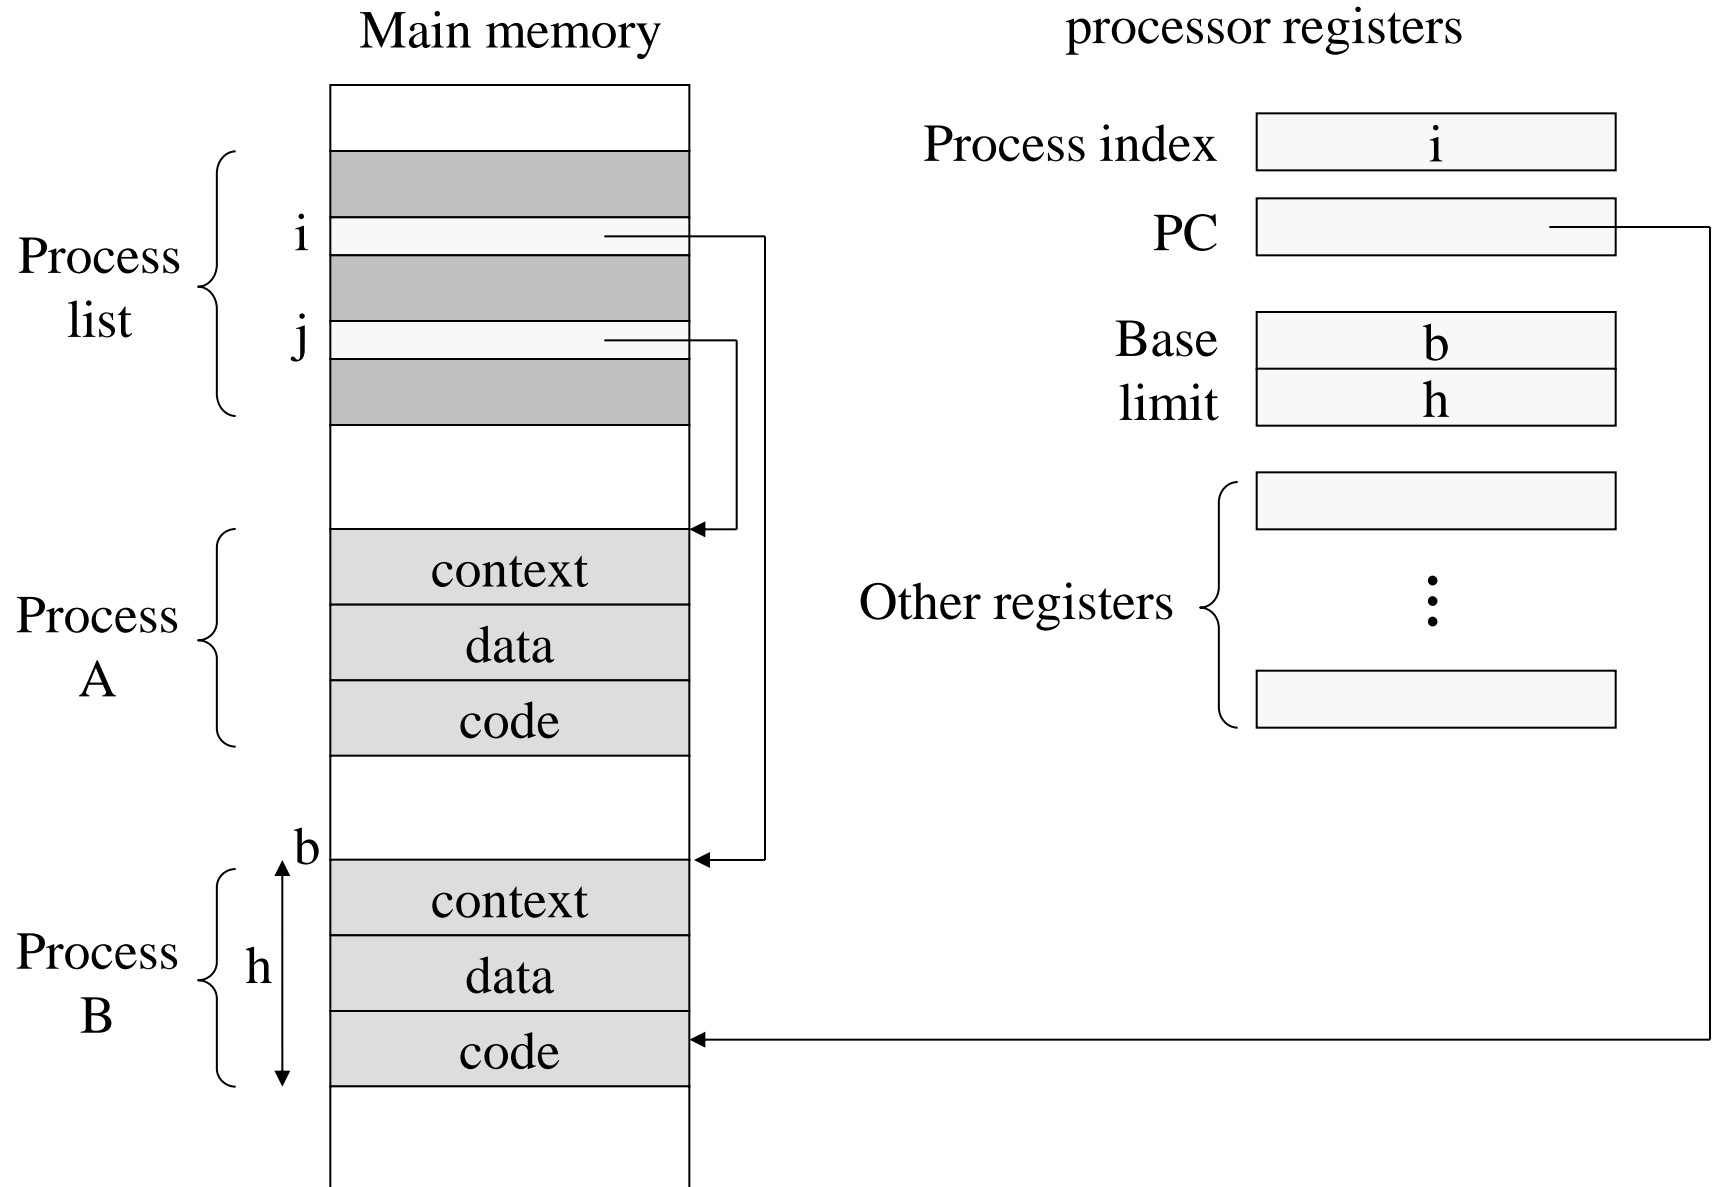 Main memory
processor registers
Process index
i
PC
Process
list
i
j
Base
b
limit
h
Other registers
Process
A
context
data
code
b
Process
B
h
context
data
code